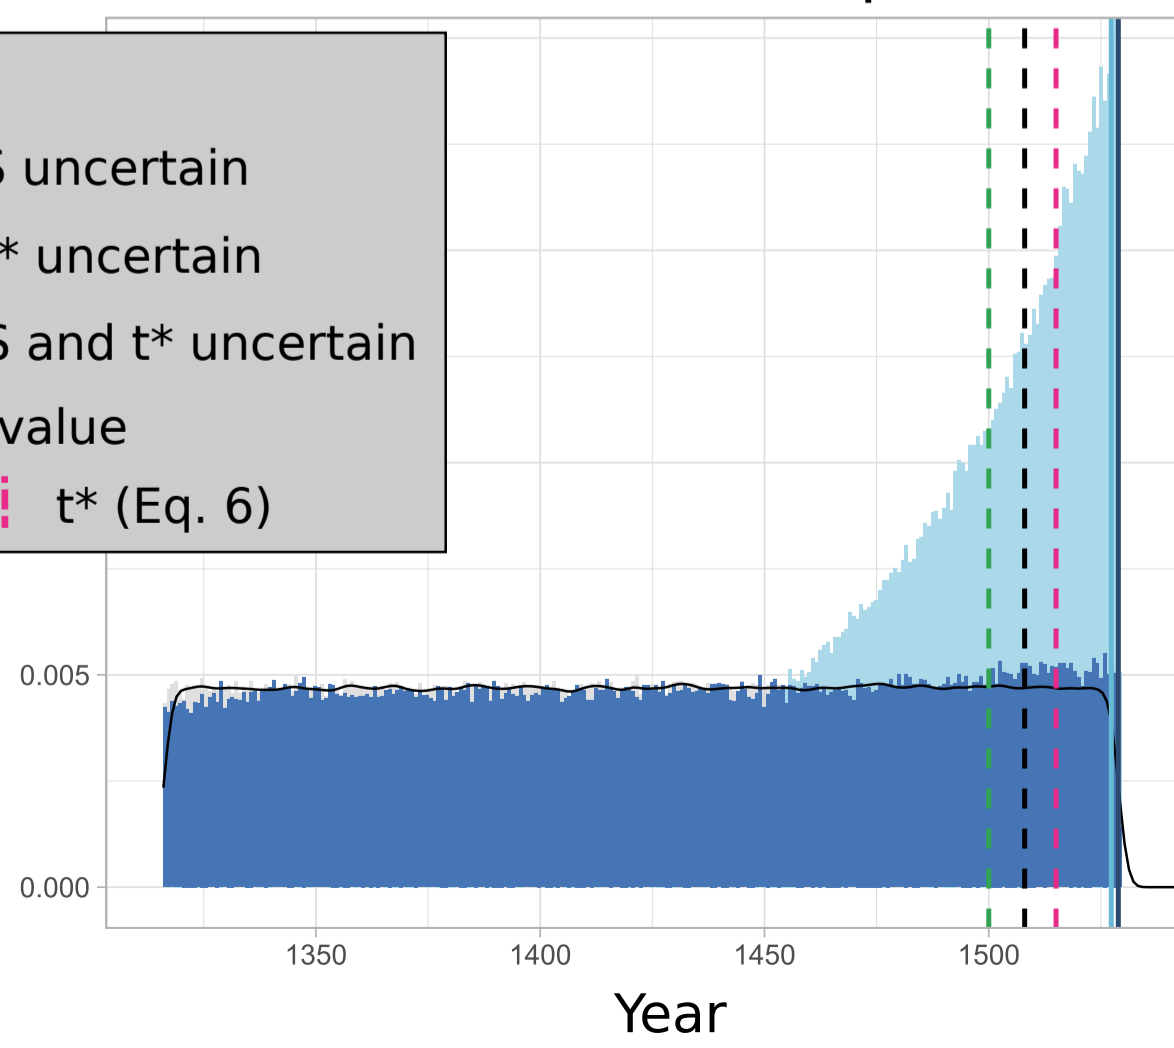 uncertain
* uncertain
and t* uncertain
value
t* (Eq. 6)
0.005
0.000
1350 1400 1450 1500
Year